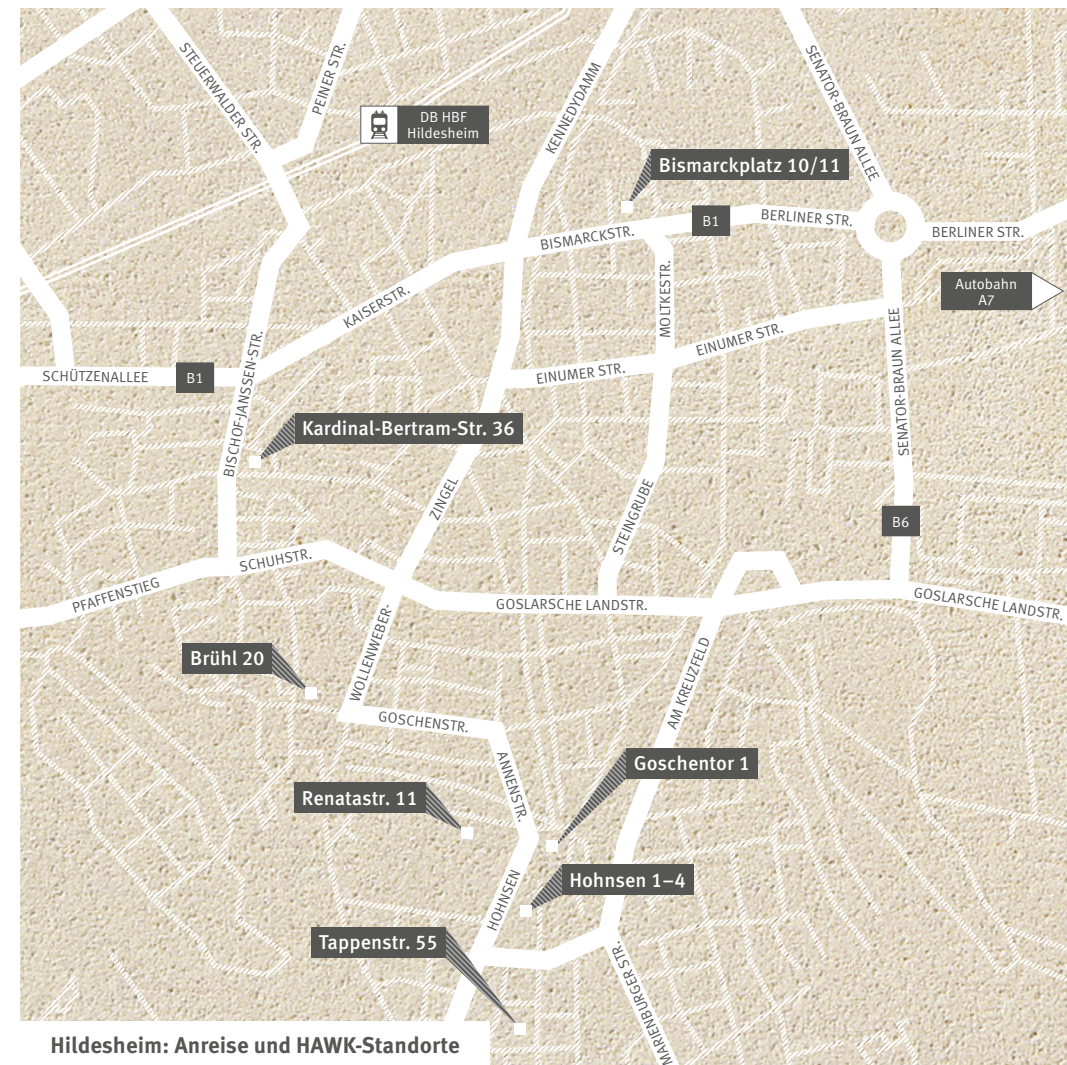 STEUERWALDER STR.
PEINER STR.
DB HBF
Hildesheim
KENNEDYDAMM
SENATOR-BRAUN ALLEE
Bismarckplatz 10/11
BISMARCKSTR.
B1
BERLINER STR.
BERLINER STR.
Autobahn
A7
KAISERSTR.
MOLTKESTR.
EINUMER STR.
EINUMER STR.
SENATOR-BRAUN ALLEE
SCHÜTZENALLEE
B1
BISCHOF-JANSSEN-STR.
Kardinal-Bertram-Str. 36
ZINGEL
STEINGRUBE
B6
SCHUHSTR.
PFAFFENSTIEG
GOSLARSCHE LANDSTR.
GOSLARSCHE LANDSTR.
WOLLENWEBER-
Brühl 20
AM KREUZFELD
GOSCHENSTR.
ANNENSTR.
Goschentor 1
Renatastr. 11
Hohnsen 1–4
HOHNSEN
Tappenstr. 55
MARIENBURGER STR.
Hildesheim: Anreise und HAWK-Standorte